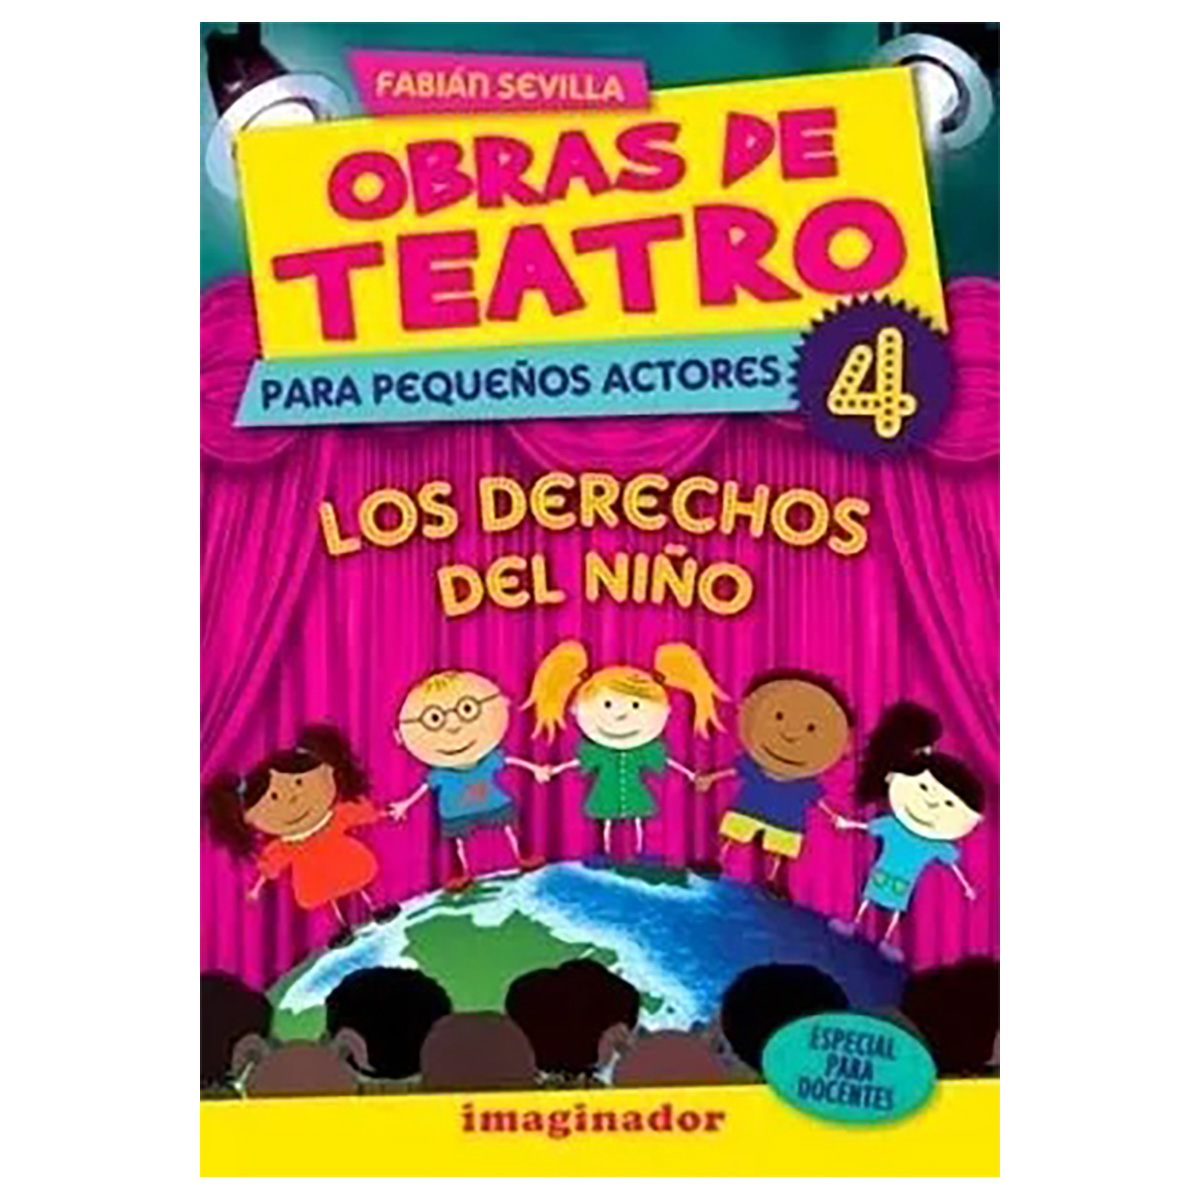 FABIÁN SEVILLA
OBRAS DE
TEATRO
PARA PEQUEÑOS ACTORES
4
LOS DERECHOS
DEL NIÑO
ESPECIAL
PARA
DOCENTES
imaginador